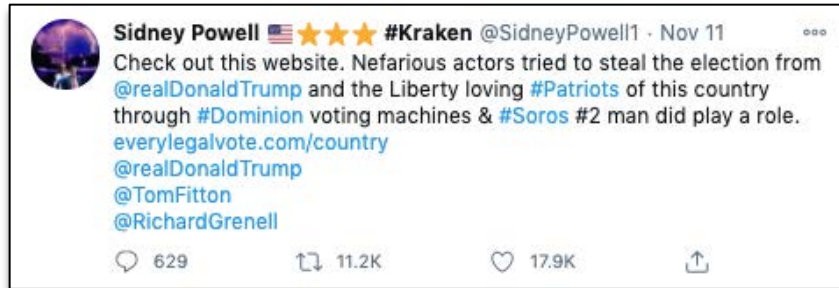 Sidney Powell 🇺🇸⭐⭐⭐ #Kraken @SidneyPowell1 · Nov 11
Check out this website. Nefarious actors tried to steal the election from
@realDonaldTrump and the Liberty loving #Patriots of this country
through #Dominion voting machines & #Soros #2 man did play a role.
everylegalvote.com/country
@realDonaldTrump
@TomFitton
@RichardGrenell
629 11.2K 17.9K